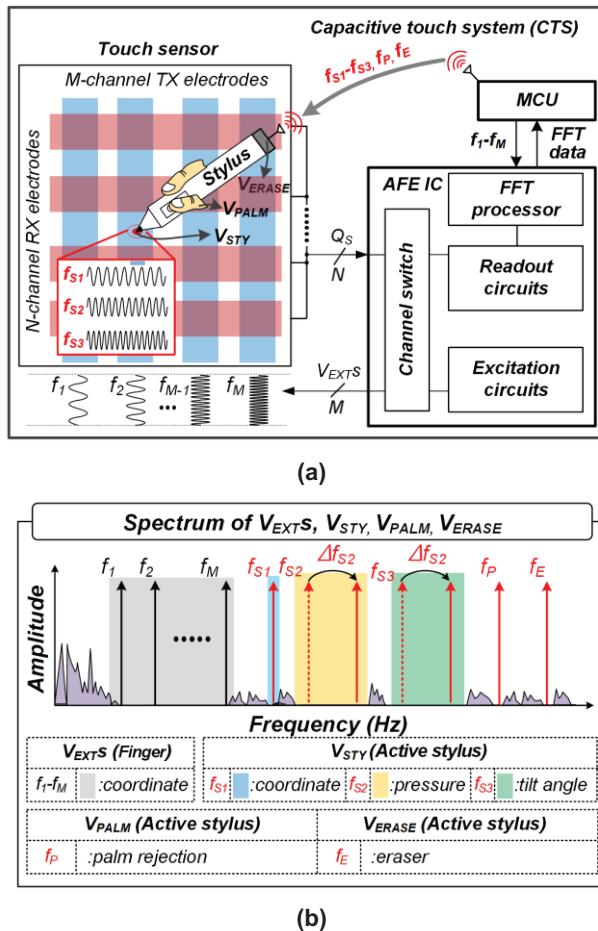 Capacitive touch system (CTS)
Touch sensor
M-channel TX electrodes
fS1-fS3, fP, fE
MCU
f1-fM
FFT
data
N-channel RX electrodes
Stylus
VERASE
VPALM
VSTY
AFE IC
FFT
processor
Channel switch
Readout
circuits
Excitation
circuits
QS
N
fS1
fS2
fS3
VEXTs
M
f1
f2
fM-1
fM
•••
(a)
Spectrum of VEXTs, VSTY, VPALM, VERASE
Amplitude
f1
f2
fM
•••••
fS1
fS2
ΔfS2
fS3
ΔfS2
fP
fE
Frequency (Hz)
VEXTs (Finger)
VSTY (Active stylus)
f1-fM :coordinate
fS1 :coordinate
fS2 :pressure
fS3 :tilt angle
VPALM (Active stylus)
VERASE (Active stylus)
fP :palm rejection
fE :eraser
(b)